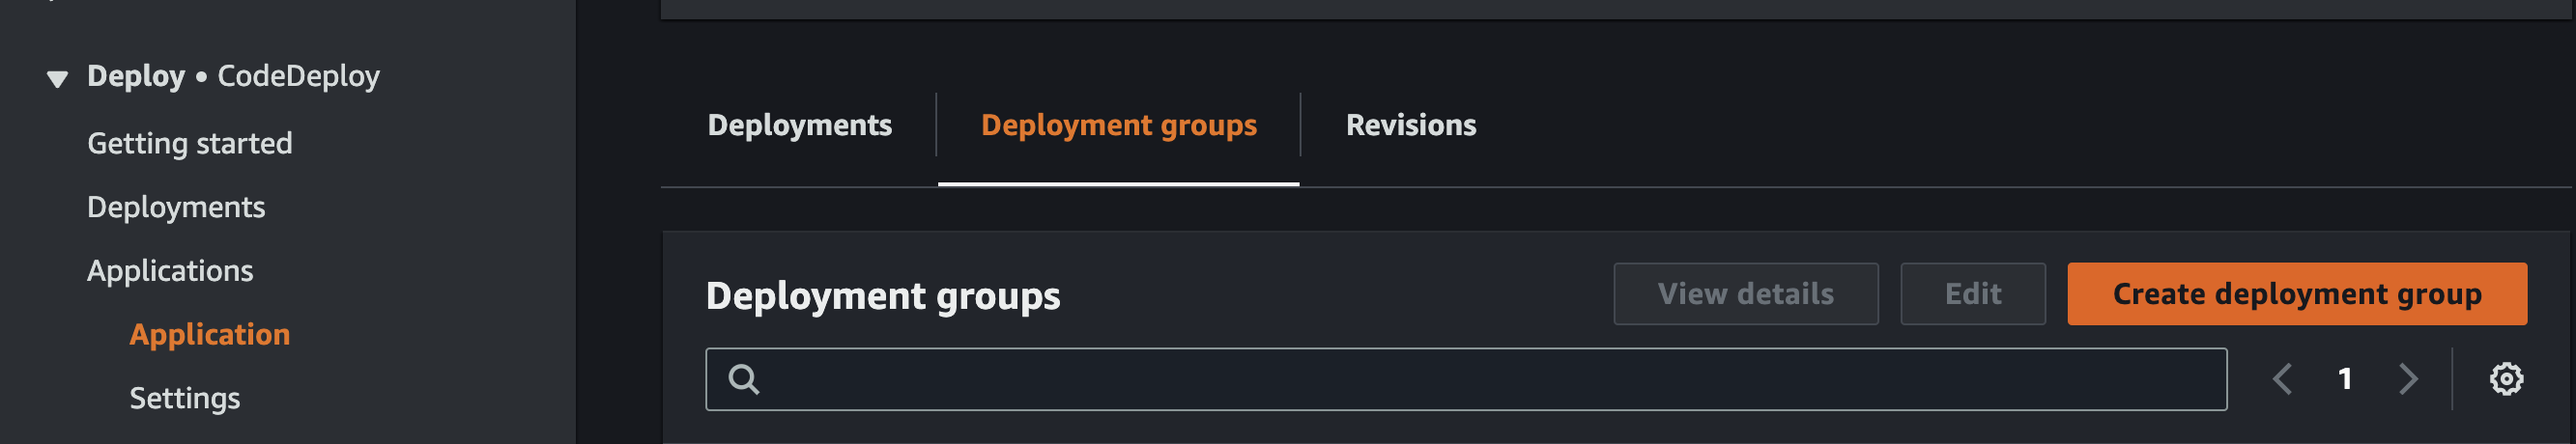 Deploy • CodeDeploy
Getting started
Deployments
Applications
Application
Settings
Deployments
Deployment groups
Revisions
Deployment groups
View details
Edit
Create deployment group
1